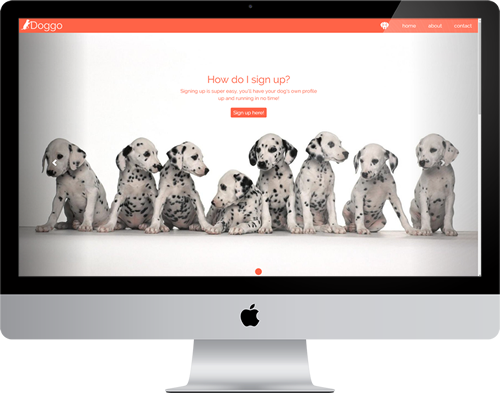 Doggo
home about contact
How do I sign up?
Signing up is super easy, you'll have your dog's own profile
up and running in no time!
Sign up here!